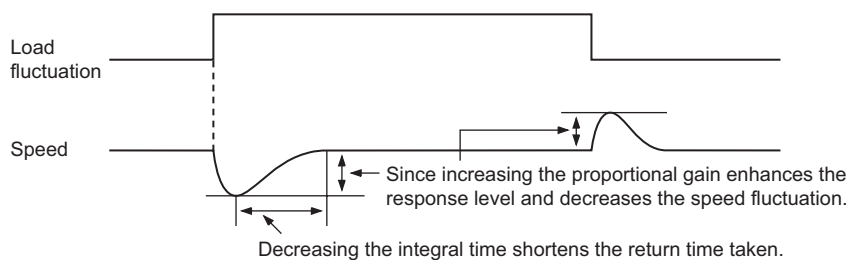 Load
fluctuation
Speed
Since increasing the proportional gain enhances the
response level and decreases the speed fluctuation.
Decreasing the integral time shortens the return time taken.